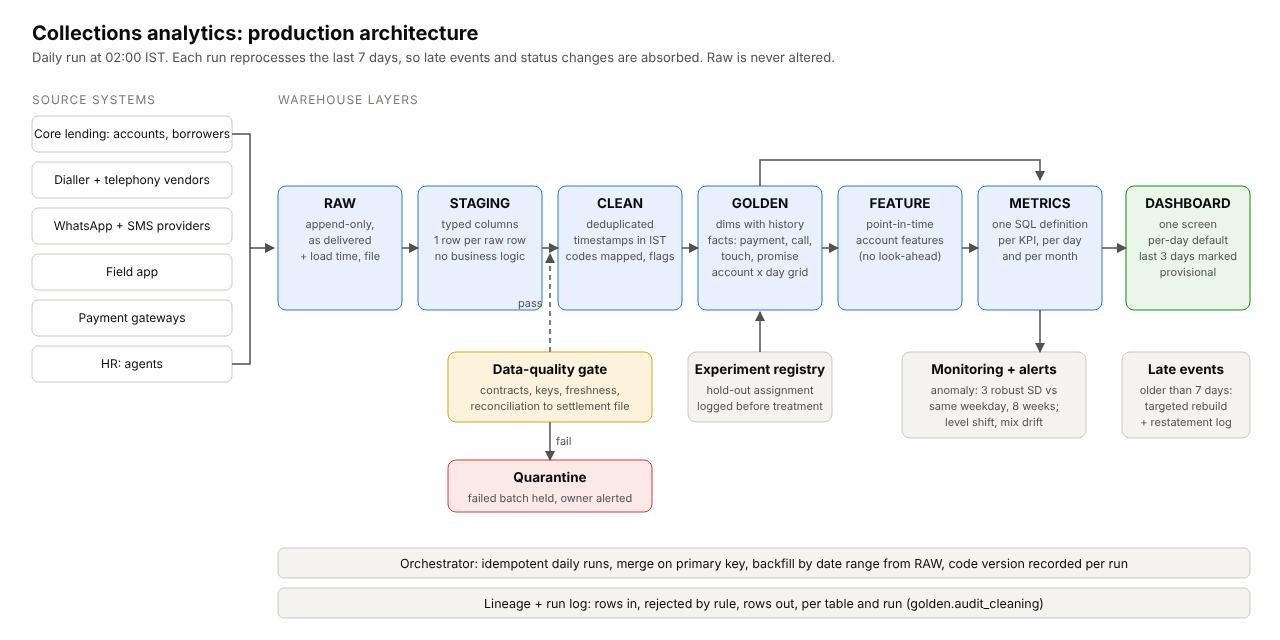 Collections analytics: production architecture
Daily run at 02:00 IST. Each run reprocesses the last 7 days, so late events and status changes are absorbed. Raw is never altered.
SOURCE SYSTEMS
Core lending: accounts, borrowers
Dialler + telephony vendors
WhatsApp + SMS providers
Field app
Payment gateways
HR: agents
WAREHOUSE LAYERS
RAW
append-only,
as delivered
+ load time, file
STAGING
typed columns
1 row per raw row
no business logic
CLEAN
deduplicated
timestamps in IST
codes mapped, flags
GOLDEN
dims with history
facts: payment, call,
touch, promise
account x day grid
FEATURE
point-in-time
account features
(no look-ahead)
METRICS
one SQL definition
per KPI, per day
and per month
DASHBOARD
one screen
per-day default
last 3 days marked
provisional
pass
Data-quality gate
contracts, keys, freshness,
reconciliation to settlement file
fail
Quarantine
failed batch held, owner alerted
Experiment registry
hold-out assignment
logged before treatment
Monitoring + alerts
anomaly: 3 robust SD vs
same weekday, 8 weeks;
level shift, mix drift
Late events
older than 7 days:
targeted rebuild
+ restatement log
Orchestrator: idempotent daily runs, merge on primary key, backfill by date range from RAW, code version recorded per run
Lineage + run log: rows in, rejected by rule, rows out, per table and run (golden.audit_cleaning)